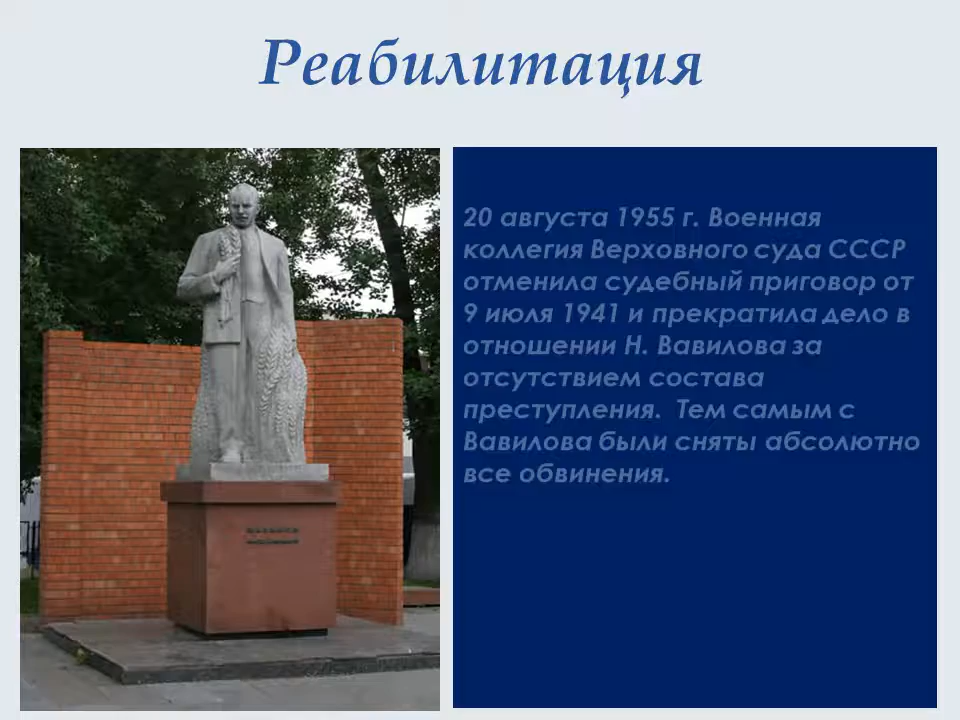 Реабилитация
20 августа 1955 г. Военная
коллегия Верховного суда СССР
отменила судебный приговор от
9 июля 1941 и прекратила дело в
отношении Н. Вавилова за
отсутствием состава
преступления.  Тем самым с
Вавилова были сняты абсолютно
все обвинения.